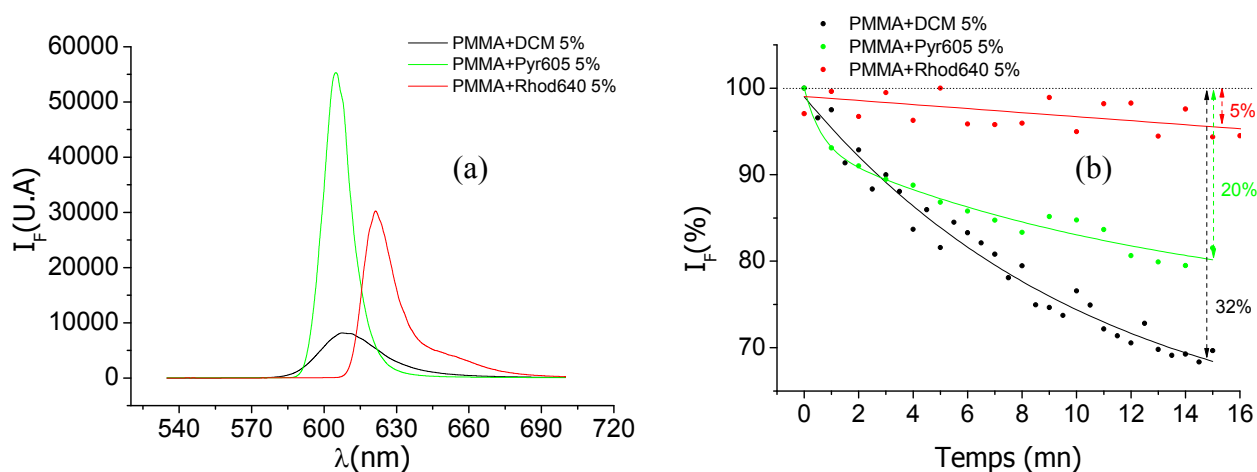 60000
50000
40000
30000
20000
10000
0
I_F(U.A)
PMMA+DCM 5%
PMMA+Pyr605 5%
PMMA+Rhod640 5%
(a)
540 570 600 630 660 690 720
λ(nm)
PMMA+DCM 5%
PMMA+Pyr605 5%
PMMA+Rhod640 5%
100
90
80
70
I_F(%)
(b)
5%
20%
32%
0 2 4 6 8 10 12 14 16
Temps (mn)